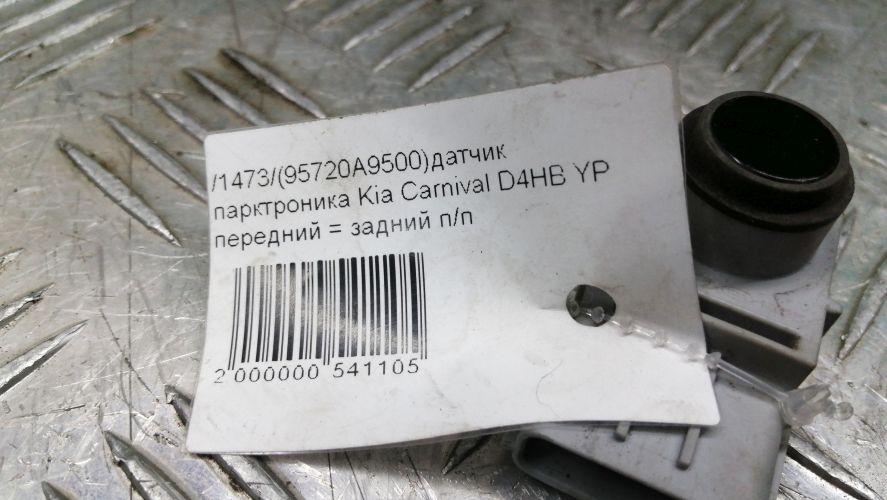 /1473/(95720A9500)датчик
парктроника Kia Carnival D4HB YP
передний = задний п/п
2 000000 541105